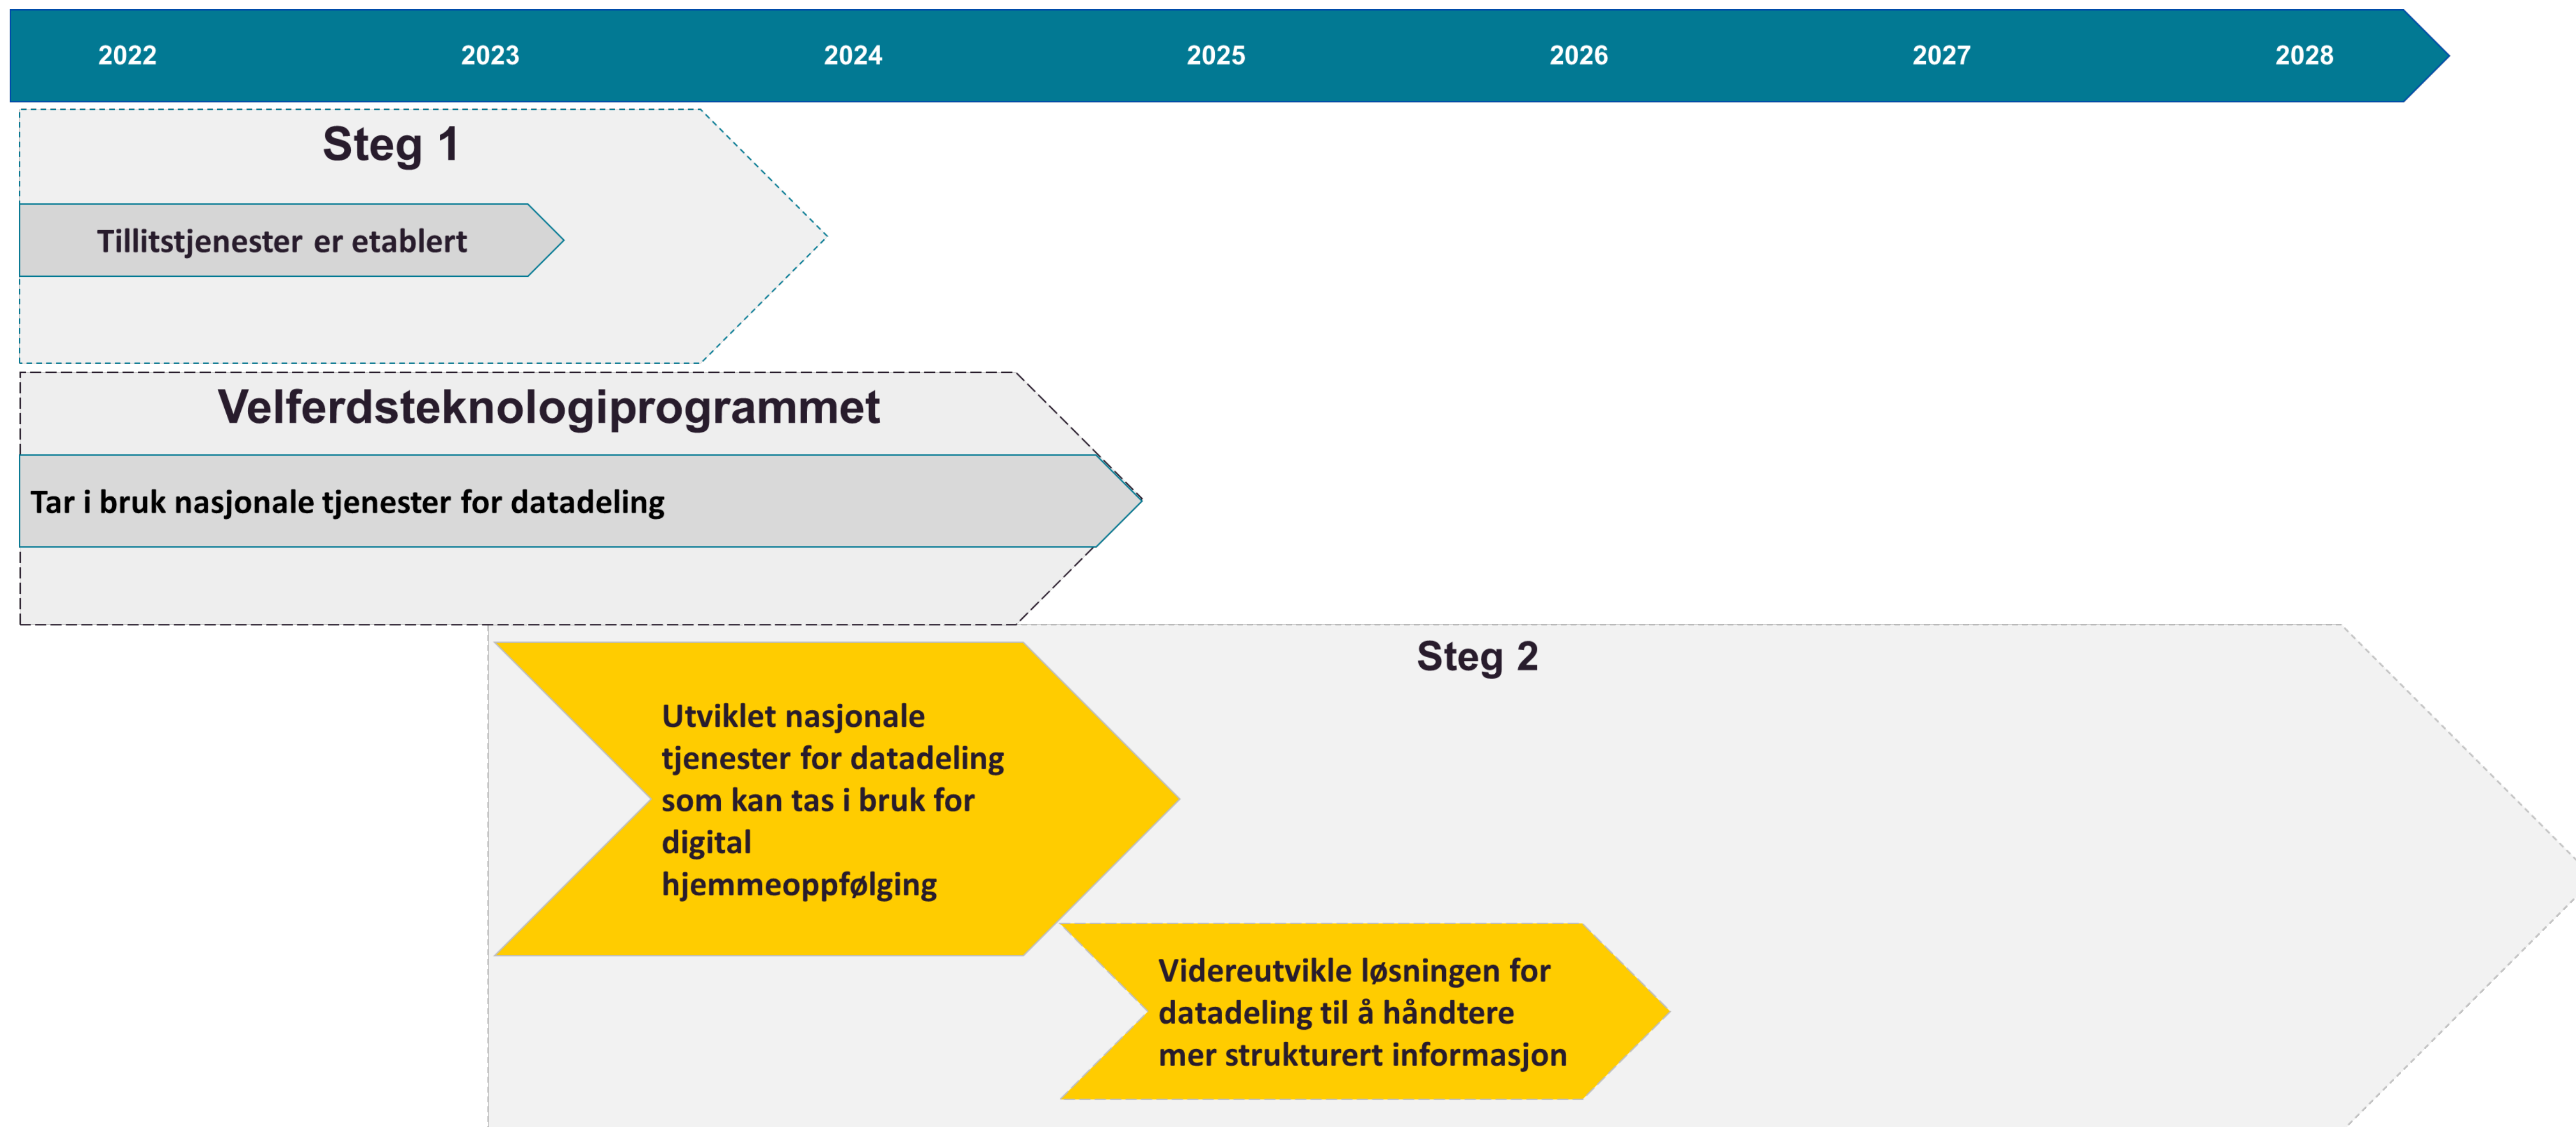 2022 2023 2024 2025 2026 2027 2028
Steg 1
Tillitstjenester er etablert
Velferdsteknologiprogrammet
Tar i bruk nasjonale tjenester for datadeling
Steg 2
Utviklet nasjonale
tjenester for datadeling
som kan tas i bruk for
digital
hjemmeoppfølging
Videreutvikle løsningen for
datadeling til å håndtere
mer strukturert informasjon